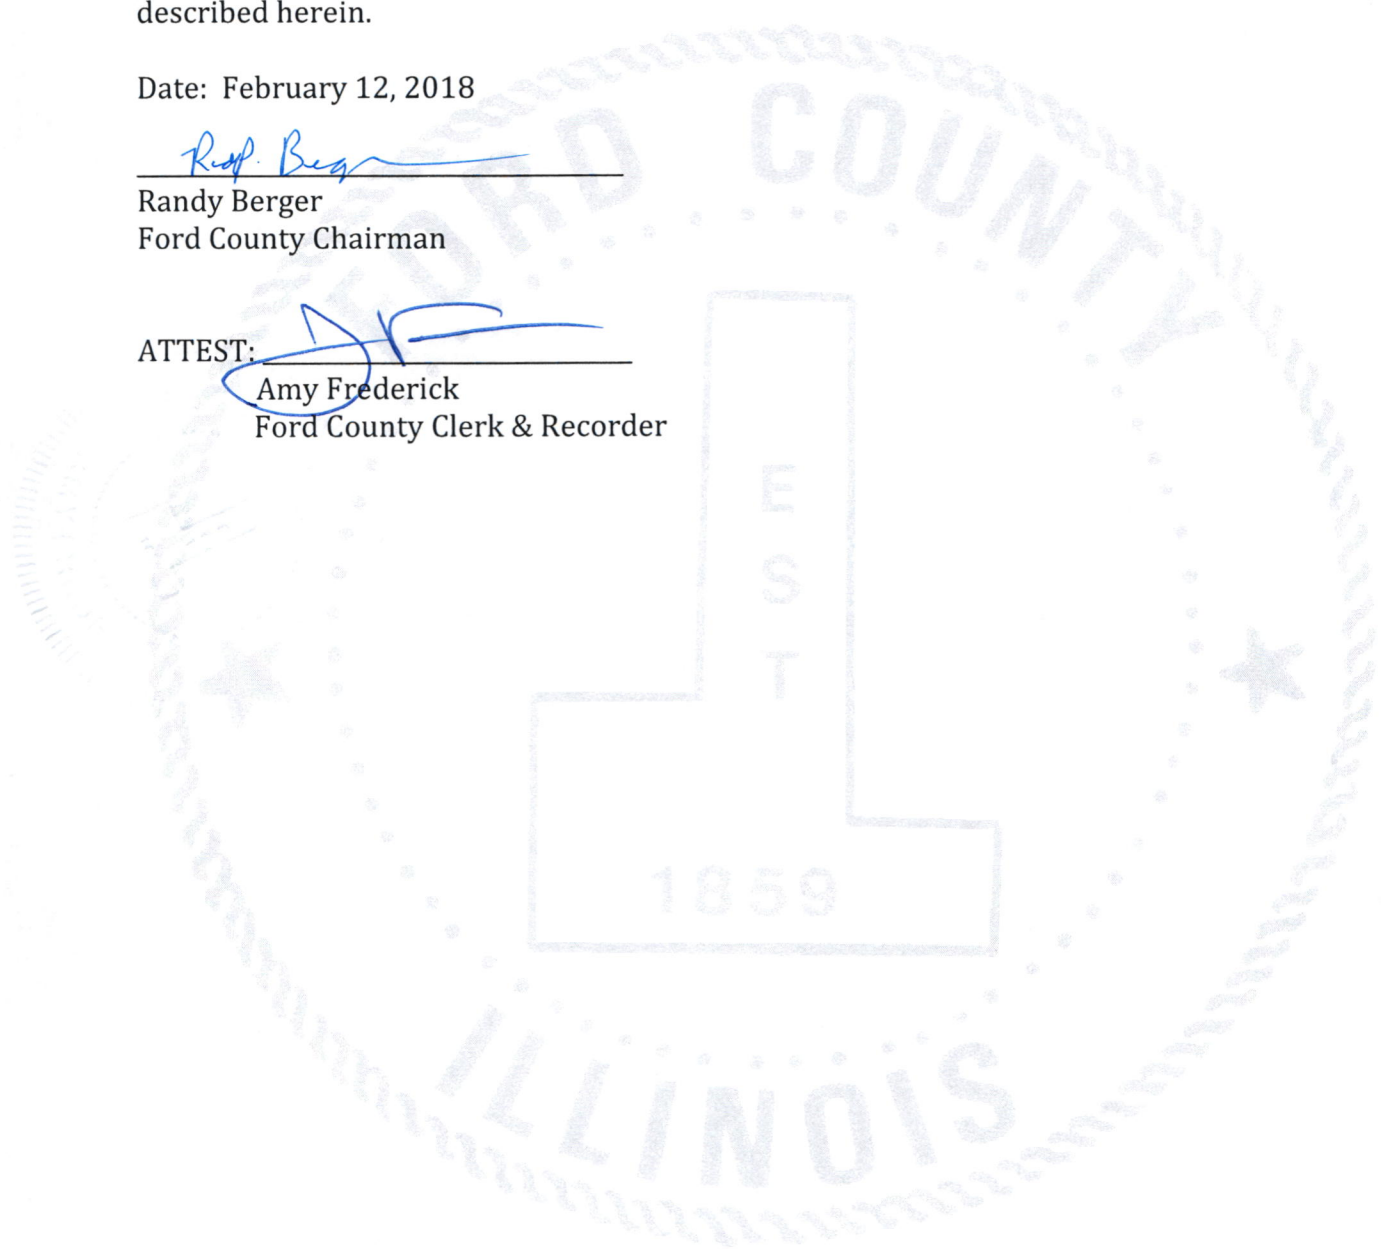 described herein.
Date: February 12, 2018
Randy Berger
Ford County Chairman
ATTEST:
Amy Frederick
Ford County Clerk & Recorder
FORD COUNTY
EST
1859
ILLINOIS